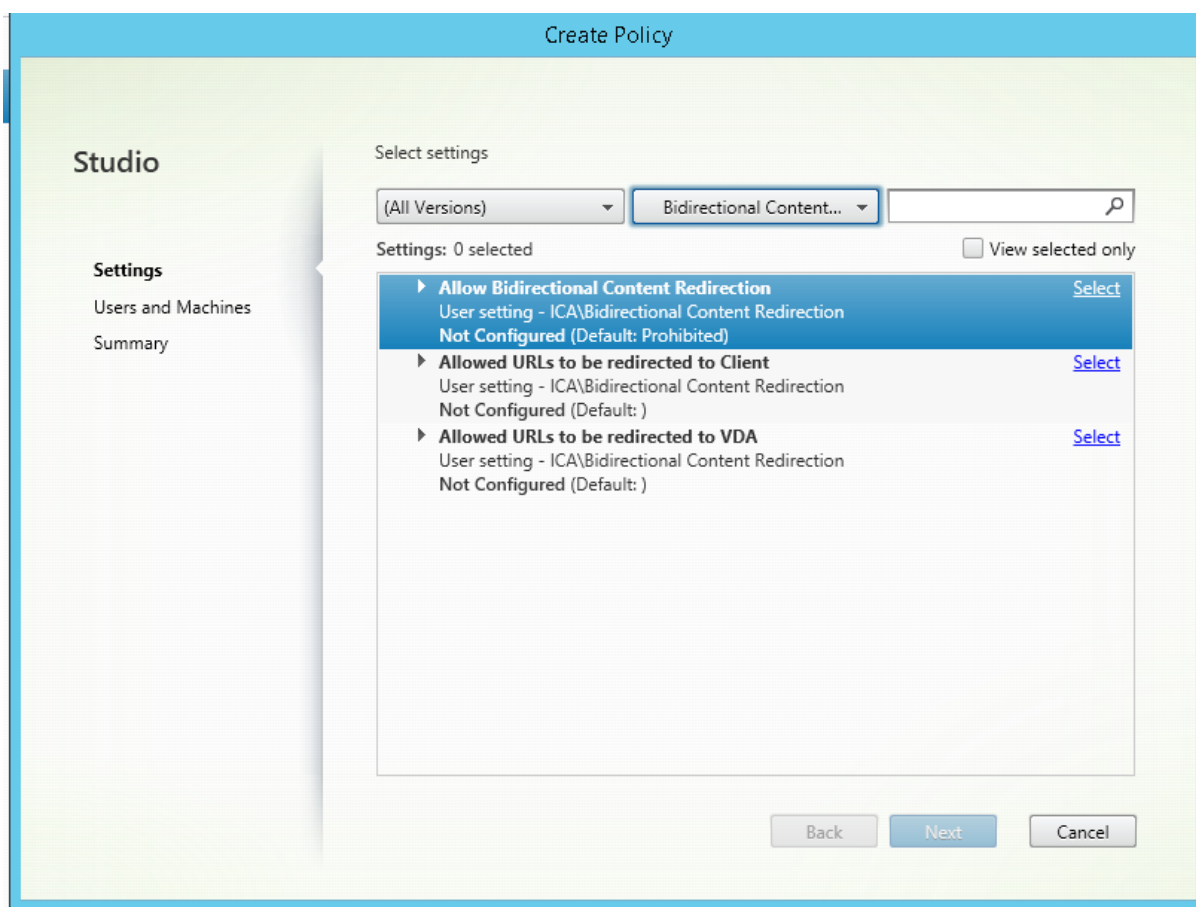 Create Policy
Studio
Settings
Users and Machines
Summary
Select settings
(All Versions)
Bidirectional Content...
Settings: 0 selected
View selected only
Allow Bidirectional Content Redirection
Select
User setting - ICA\Bidirectional Content Redirection
Not Configured (Default: Prohibited)
Allowed URLs to be redirected to Client
Select
User setting - ICA\Bidirectional Content Redirection
Not Configured (Default: )
Allowed URLs to be redirected to VDA
Select
User setting - ICA\Bidirectional Content Redirection
Not Configured (Default: )
Back
Next
Cancel